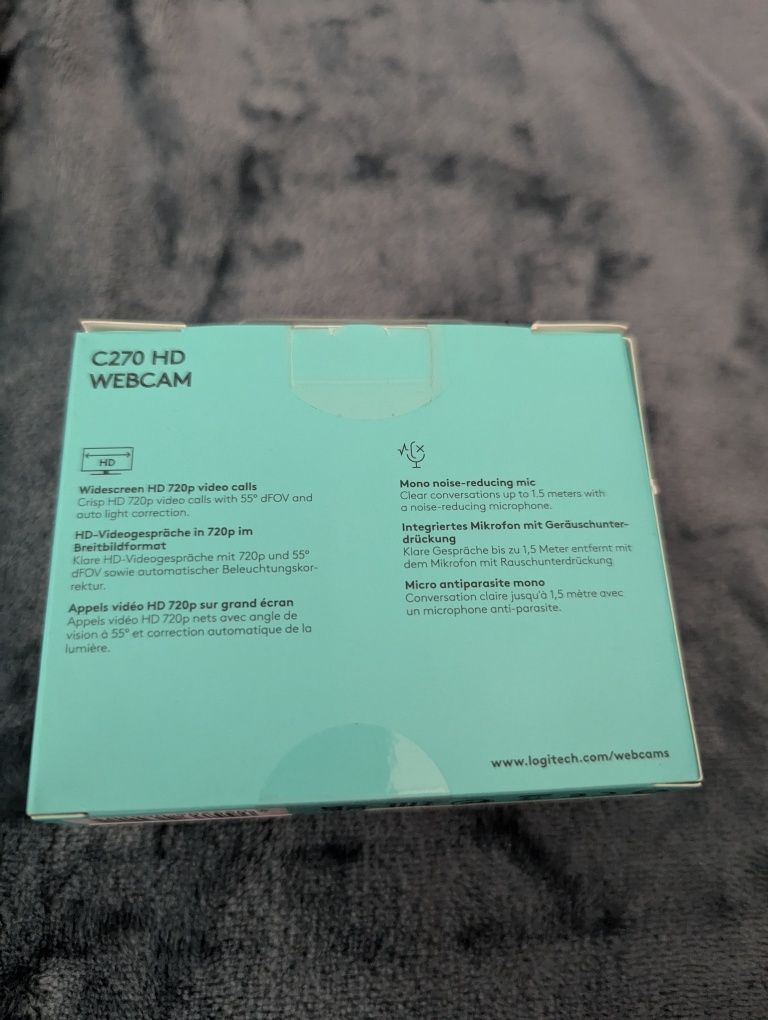 C270 HD
WEBCAM
HD
Widescreen HD 720p video calls
Crisp HD 720p video calls with 55° dFOV and
auto light correction.
HD-Videogespräche in 720p im
Breitbildformat
Klare HD-Videogespräche mit 720p und 55°
dFOV sowie automatischer Beleuchtungskor-
rektur.
Appels vidéo HD 720p sur grand écran
Appels vidéo HD 720p nets avec angle de
vision à 55° et correction automatique de la
lumière.
Mono noise-reducing mic
Clear conversations up to 1.5 meters with
a noise-reducing microphone.
Integriertes Mikrofon mit Geräuschunter-
drückung
Klare Gespräche bis zu 1,5 Meter entfernt mit
dem Mikrofon mit Rauschunterdrückung
Micro antiparasite mono
Conversation claire jusqu'à 1,5 mètre avec
un microphone anti-parasite.
www.logitech.com/webcams